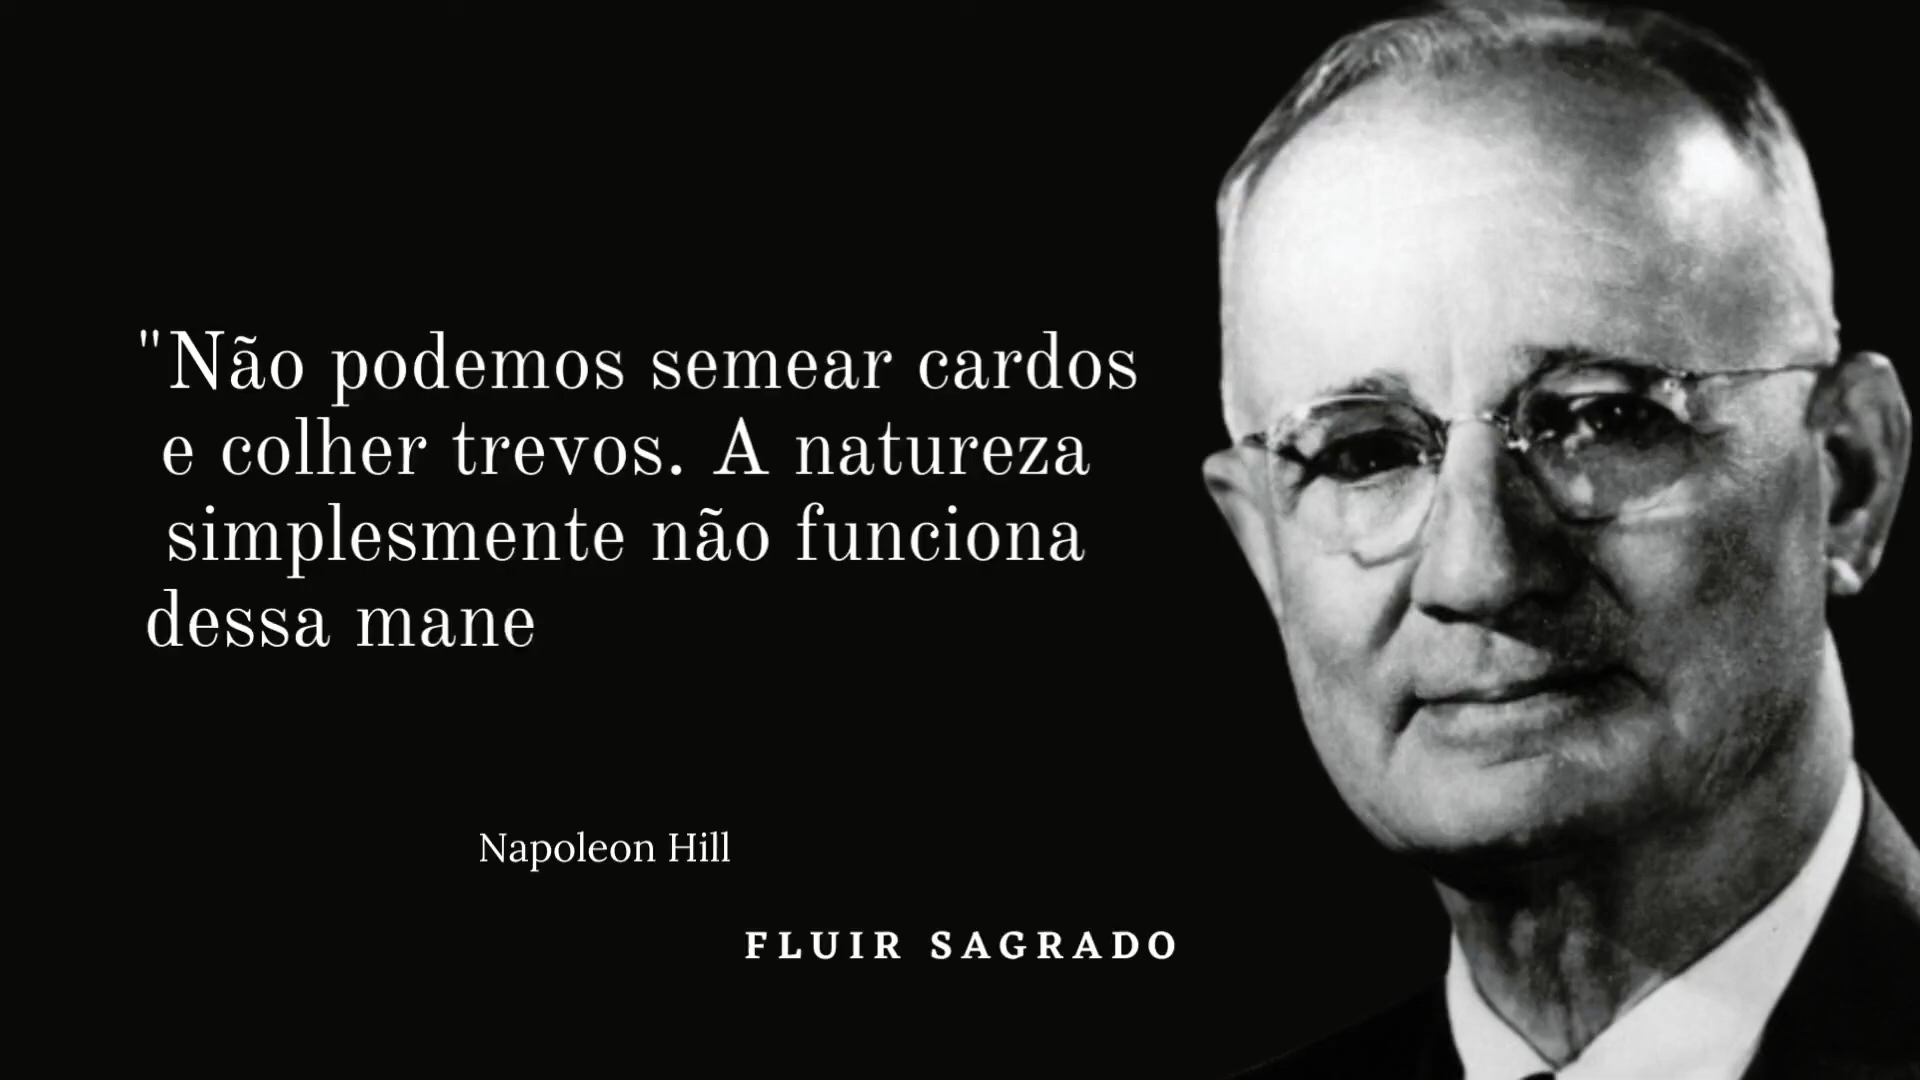 "Não podemos semear cardos
e colher trevos. A natureza
simplesmente não funciona
dessa mane
Napoleon Hill
FLUIR SAGRADO